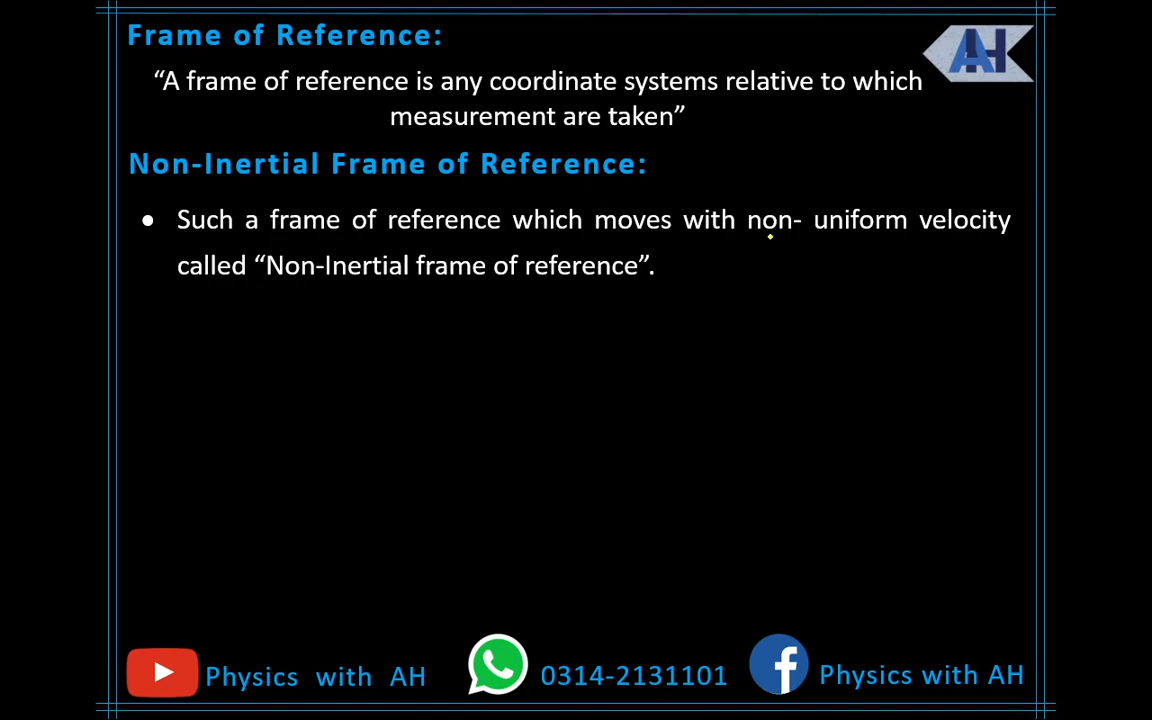 Frame of Reference:
AH
“A frame of reference is any coordinate systems relative to which
measurement are taken”
Non-Inertial Frame of Reference:
● Such a frame of reference which moves with non- uniform velocity
called “Non-Inertial frame of reference”.
Physics with AH
0314-2131101
Physics with AH